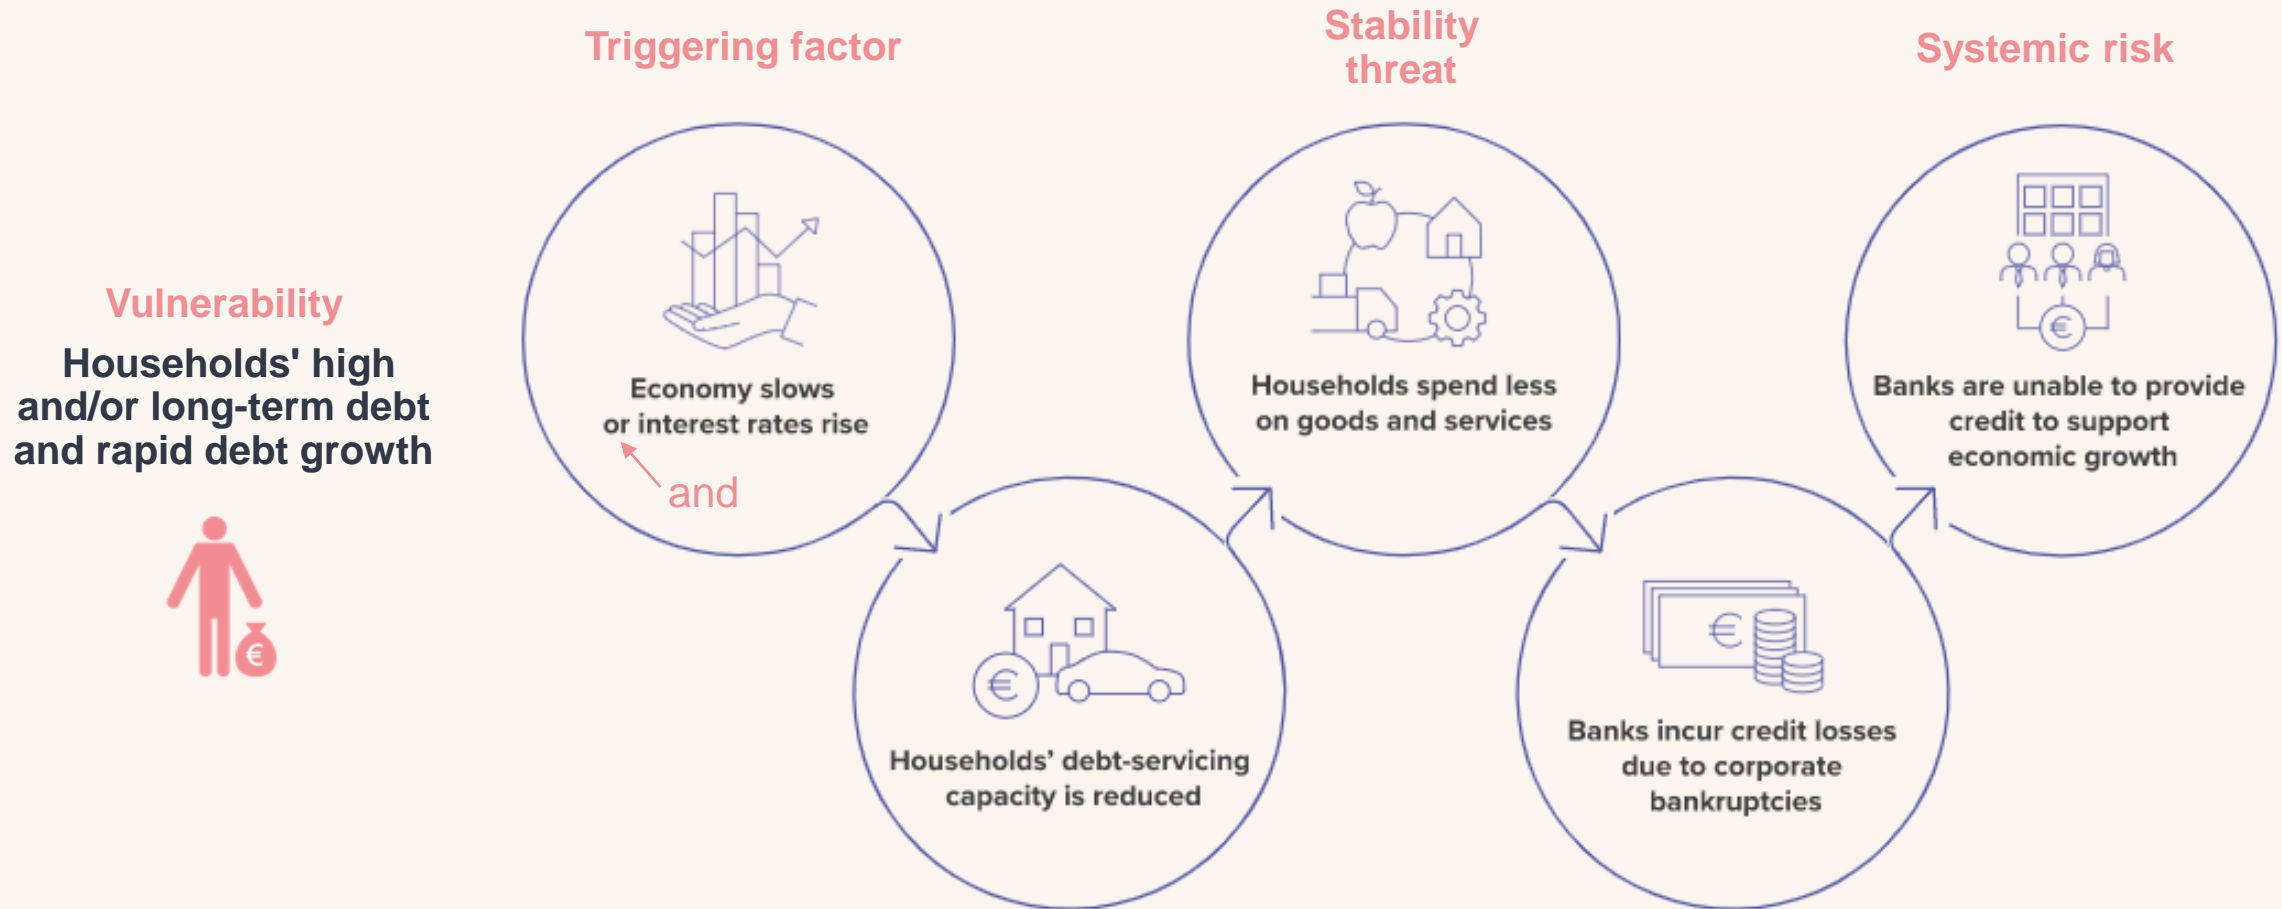 Vulnerability
Households' high
and/or long-term debt
and rapid debt growth
€
Triggering factor
Economy slows
or interest rates rise
and
€
Households’ debt-servicing
capacity is reduced
Stability
threat
Households spend less
on goods and services
€
Banks incur credit losses
due to corporate
bankruptcies
Systemic risk
€
Banks are unable to provide
credit to support
economic growth